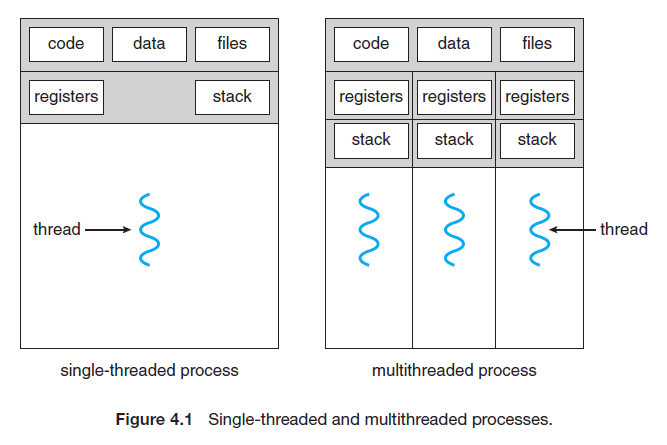 code data files code data files
registers stack registers registers registers
stack stack stack
thread thread
single-threaded process multithreaded process
Figure 4.1 Single-threaded and multithreaded processes.